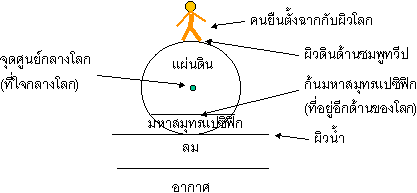 คนยืนตั้งฉากกับผิวโลก
ผิวดินด้านชมพูทวีป
แผ่นดิน
จุดศูนย์กลางโลก
(ที่ใจกลางโลก)
ก้นมหาสมุทรแปซิฟิก
(ที่อยู่อีกด้านของโลก)
มหาสมุทรแปซิฟิก
ผิวน้ำ
ลม
อากาศ